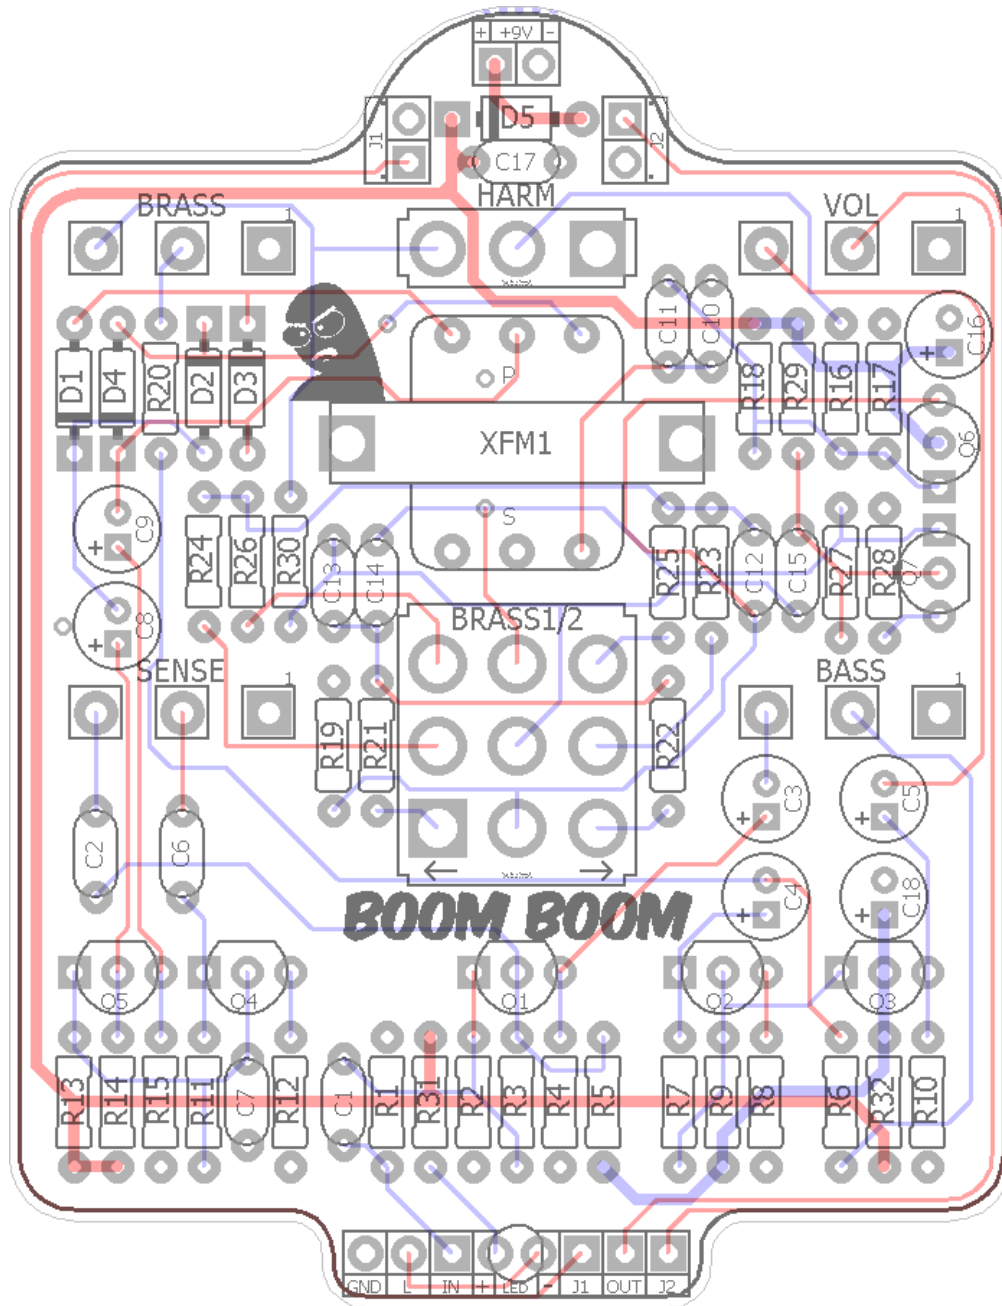 + +9V -
J1 D5 J2
C17
BRASS HARM VOL
1 1
C11 C10 C16
+
D1 D4 R20 D2 D3 R18 R29 R16 R17
P
XFM1 Q6
S
C9
+
R24 R26 R30 C13 C14 R25 R23 C12 C15 R27 R28 Q7
C8
+
BRASS1/2
SENSE BASS
1 1
R19 R21 R22
C3 C5
+ +
C2 C6
C4 C18
+ +
BOOM BOOM
Q5 Q4 Q1 Q2 Q3
R13 R14 R15 R11 C7 R12 C1 R1 R31 R2 R3 R4 R5 R7 R9 R8 R6 R32 R10
GND L IN + LED - J1 OUT J2